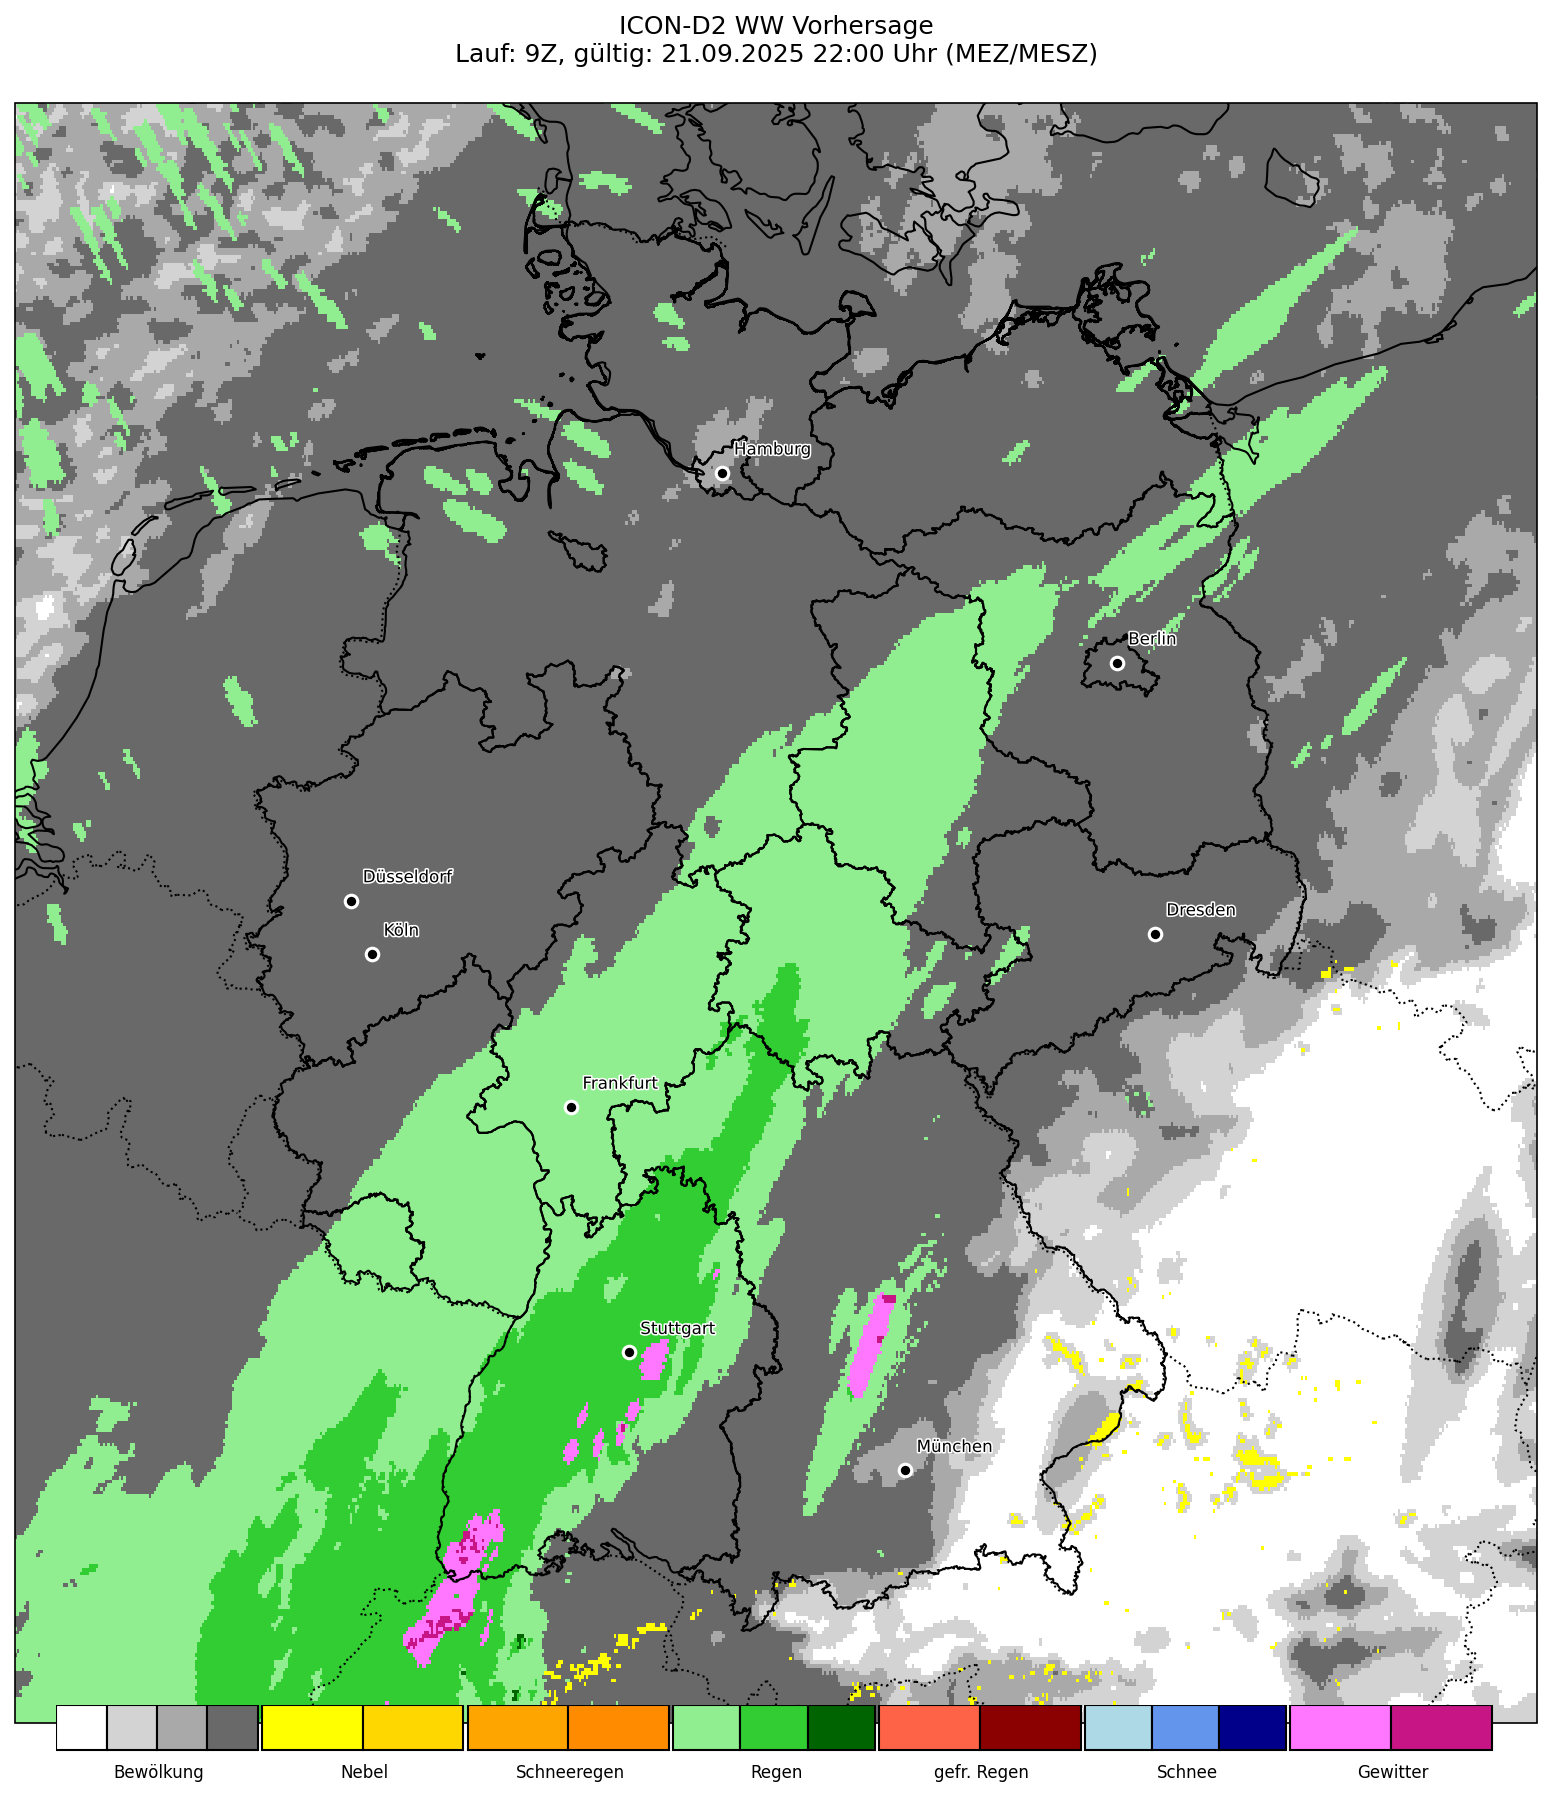 ICON-D2 WW Vorhersage
Lauf: 9Z, gültig: 21.09.2025 22:00 Uhr (MEZ/MESZ)
Hamburg
Berlin
Düsseldorf
Dresden
Köln
Frankfurt
Stuttgart
München
Bewölkung
Nebel
Schneeregen
Regen
gefr. Regen
Schnee
Gewitter